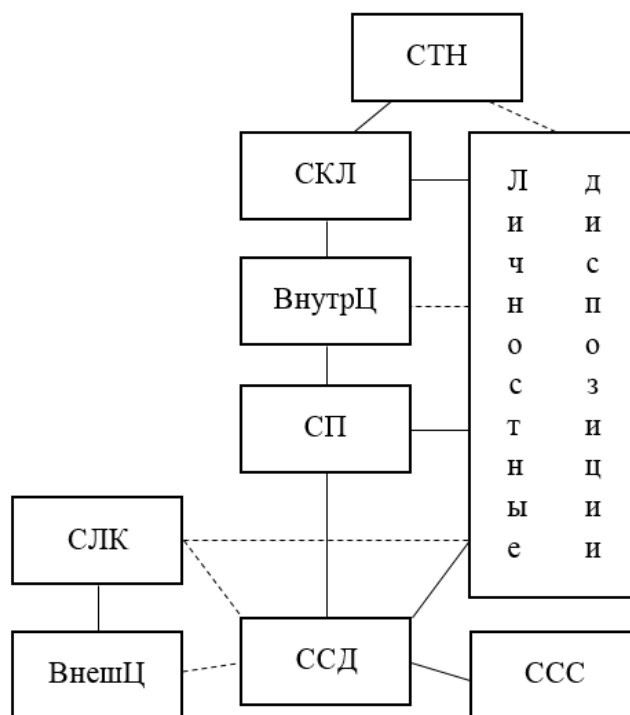 СТН
СКЛ
ВнутрЦ
СП
Личностные
диспозиции
СЛК
ВнешЦ
ССД
ССС